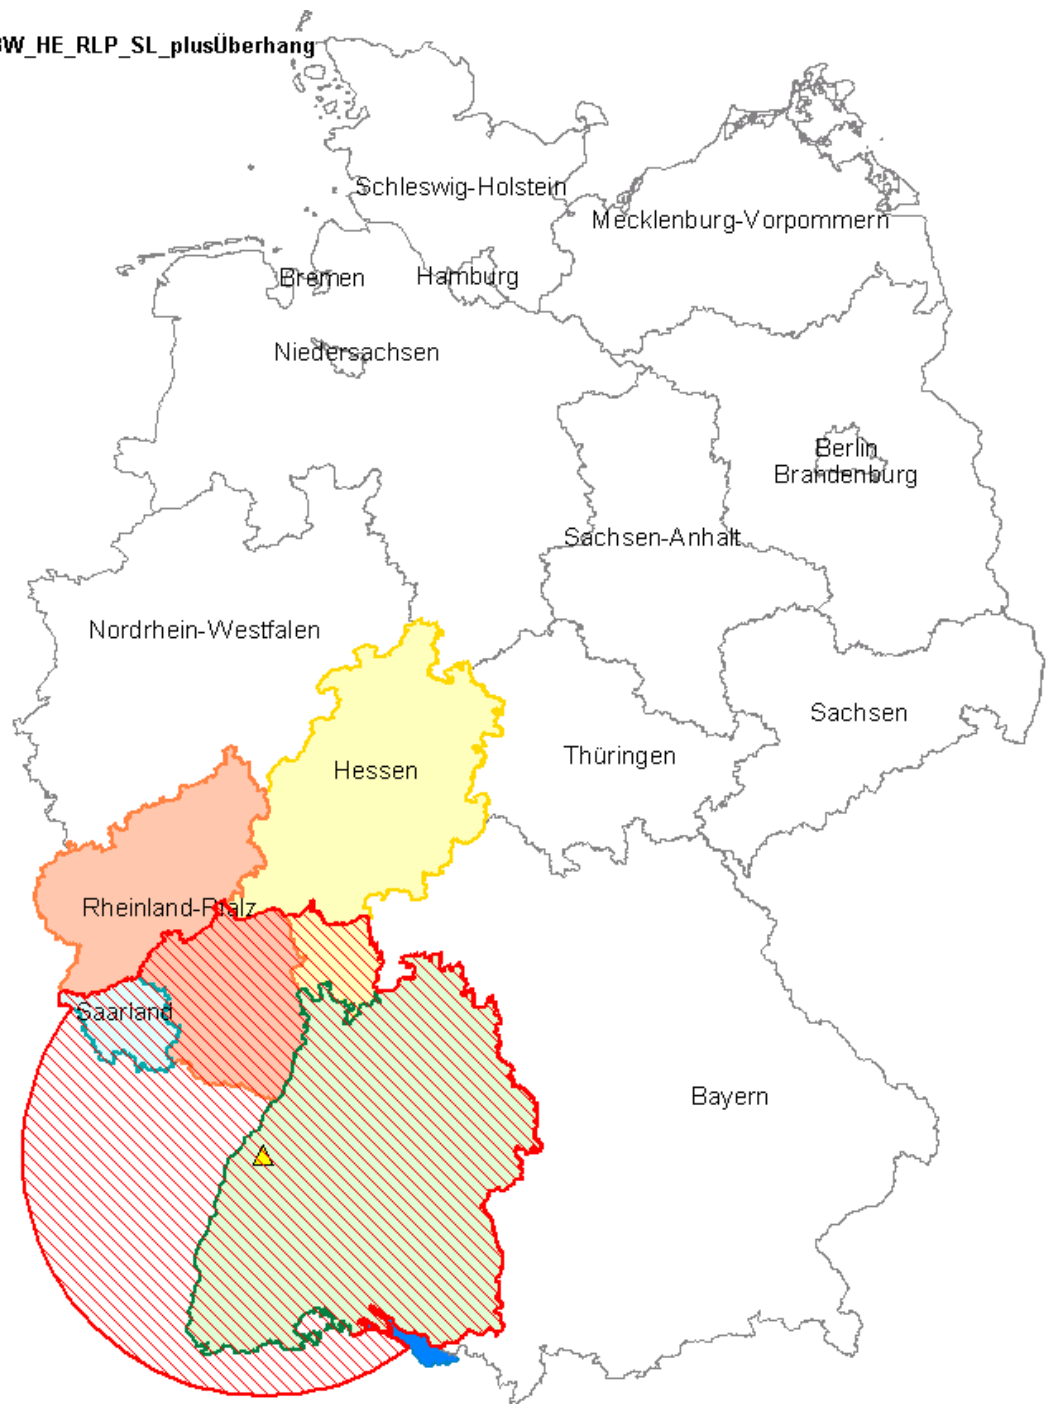 BW_HE_RLP_SL_plusÜberhang
Schleswig-Holstein
Mecklenburg-Vorpommern
Bremen
Hamburg
Niedersachsen
Berlin
Brandenburg
Sachsen-Anhalt
Nordrhein-Westfalen
Sachsen
Thüringen
Hessen
Rheinland-Pfalz
Saarland
Bayern